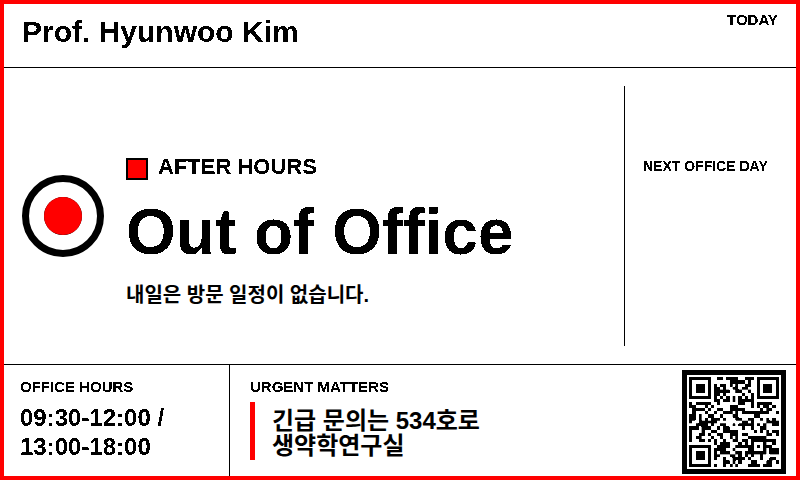 Prof. Hyunwoo Kim
TODAY
AFTER HOURS
Out of Office
내일은 방문 일정이 없습니다.
NEXT OFFICE DAY
OFFICE HOURS
09:30-12:00 /
13:00-18:00
URGENT MATTERS
긴급 문의는 534호로
생약학연구실